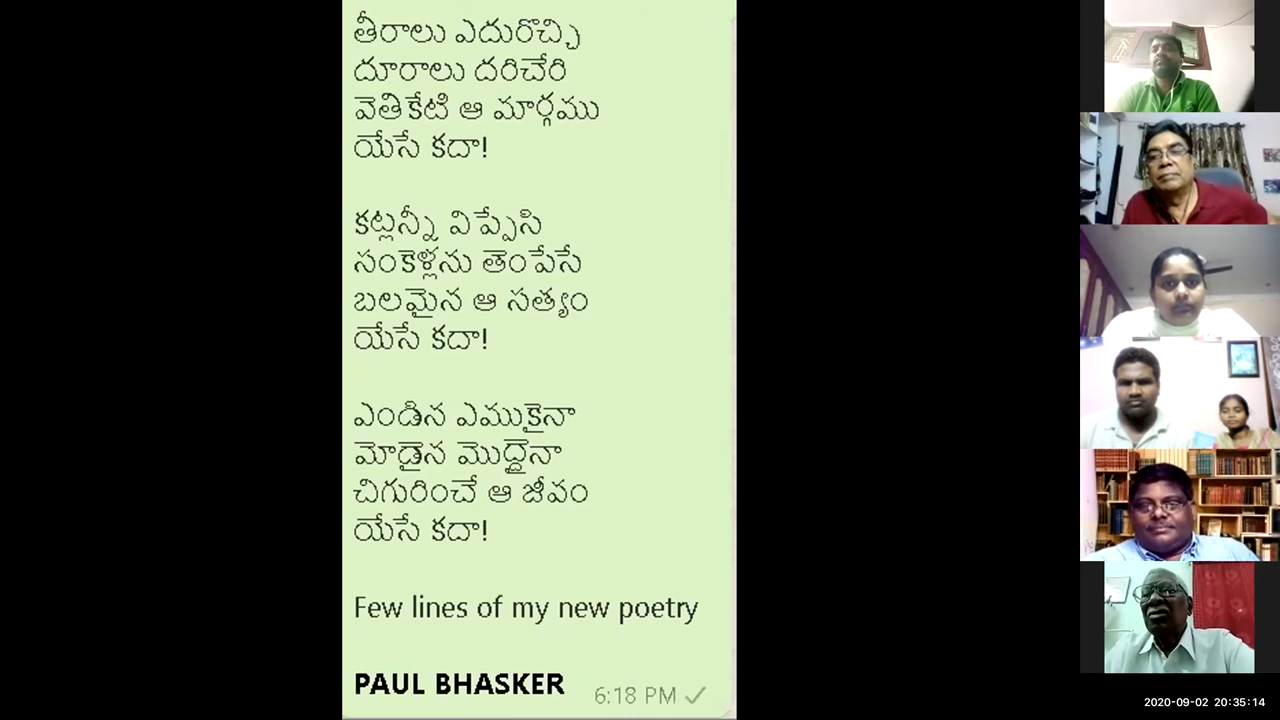 తీరాలు ఎదురొచ్చి
దూరాలు దరిచేరి
వెతికేటి ఆ మార్గము
యేసే కదా!
కట్లన్నీ విప్పేసి
సంకెళ్లను తెంపేసే
బలమైన ఆ సత్యం
యేసే కదా!
ఎండిన ఎముకైనా
మోడైన మొద్దైనా
చిగురించే ఆ జీవం
యేసే కదా!
Few lines of my new poetry
PAUL BHASKER
6:18 PM
2020-09-02 20:35:14